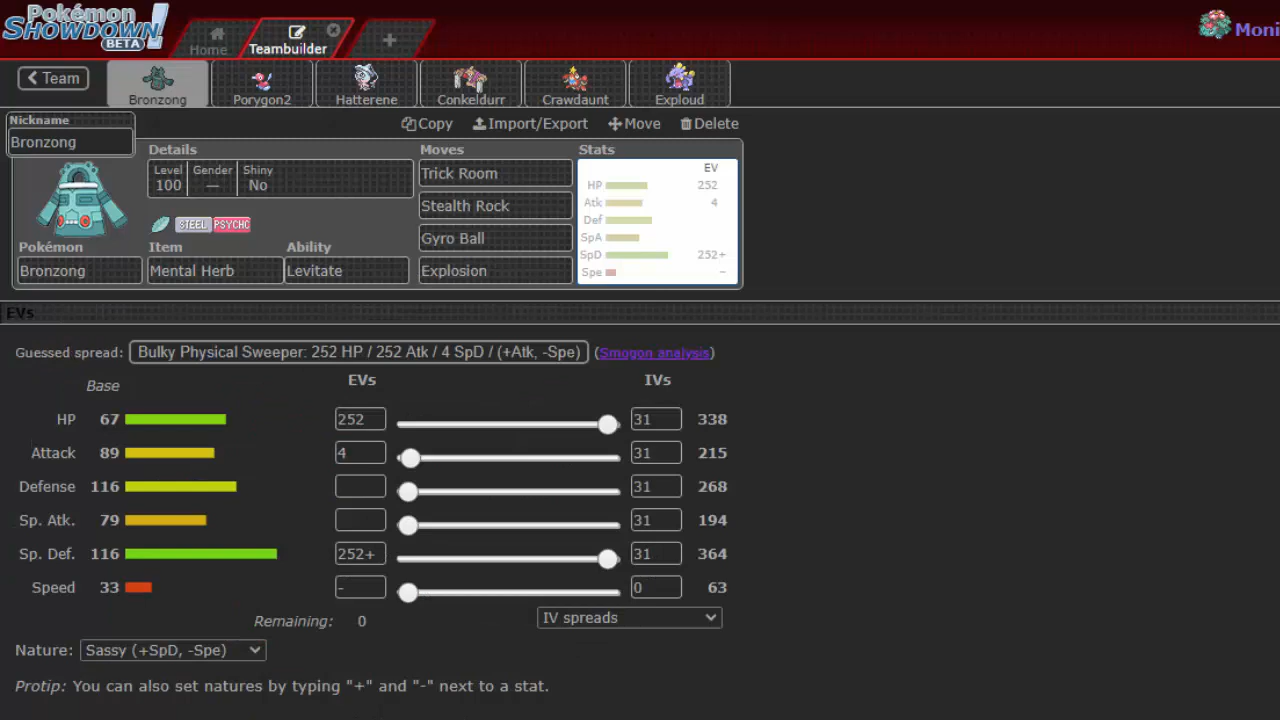 Pokémon
SHOWDOWN!
BETA
Home
Teambuilder
+
Moni
< Team
Bronzong
Porygon2
Hatterene
Conkeldurr
Crawdaunt
Exploud
Nickname
Bronzong
Copy Import/Export Move Delete
Details
Level Gender Shiny
100 — No
STEEL PSYCHC
Pokémon Item Ability
Bronzong Mental Herb Levitate
Moves
Trick Room
Stealth Rock
Gyro Ball
Explosion
Stats
EV
HP 252
Atk 4
Def
SpA
SpD 252+
Spe −
EVs
Guessed spread: Bulky Physical Sweeper: 252 HP / 252 Atk / 4 SpD / (+Atk, -Spe) (Smogon analysis)
Base EVs IVs
HP 67 252 31 338
Attack 89 4 31 215
Defense 116 31 268
Sp. Atk. 79 31 194
Sp. Def. 116 252+ 31 364
Speed 33 - 0 63
Remaining: 0 IV spreads
Nature: Sassy (+SpD, -Spe)
Protip: You can also set natures by typing "+" and "-" next to a stat.